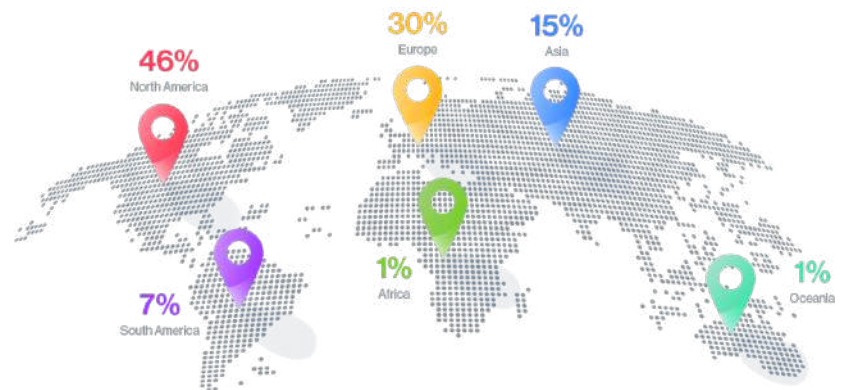 30%
Europe
15%
Asia
46%
North America
1%
Africa
1%
Oceania
7%
South America